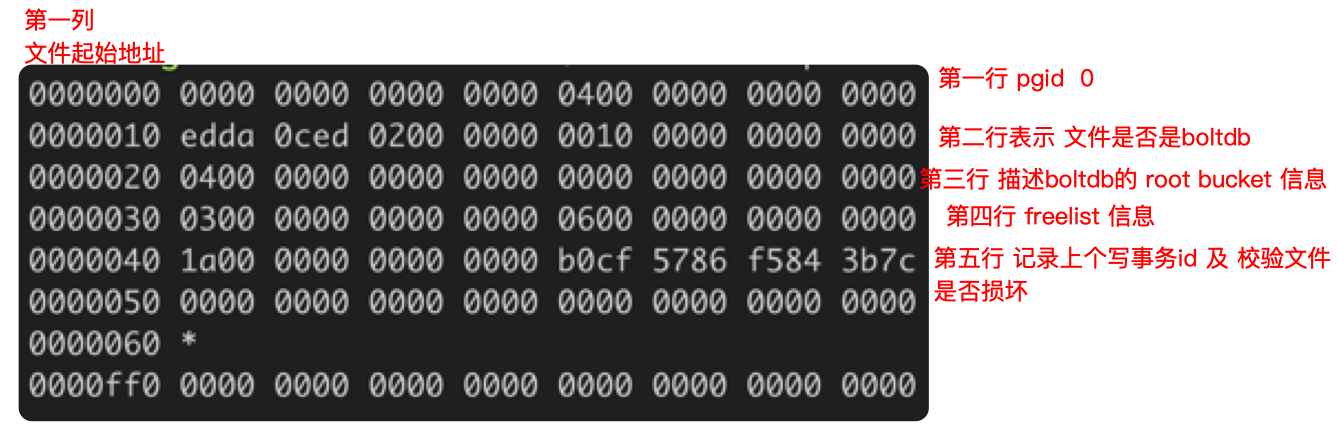 第一列
文件起始地址
0000000 0000 0000 0000 0000 0400 0000 0000 0000 第一行 pgid 0
0000010 edda 0ced 0200 0000 0010 0000 0000 0000 第二行表示 文件是否是boltdb
0000020 0400 0000 0000 0000 0000 0000 0000 0000 第三行 描述boltdb的 root bucket 信息
0000030 0300 0000 0000 0000 0600 0000 0000 0000 第四行 freelist 信息
0000040 1a00 0000 0000 0000 b0cf 5786 f584 3b7c 第五行 记录上个写事务id 及 校验文件
是否损坏
0000050 0000 0000 0000 0000 0000 0000 0000 0000
0000060 *
0000ff0 0000 0000 0000 0000 0000 0000 0000 0000